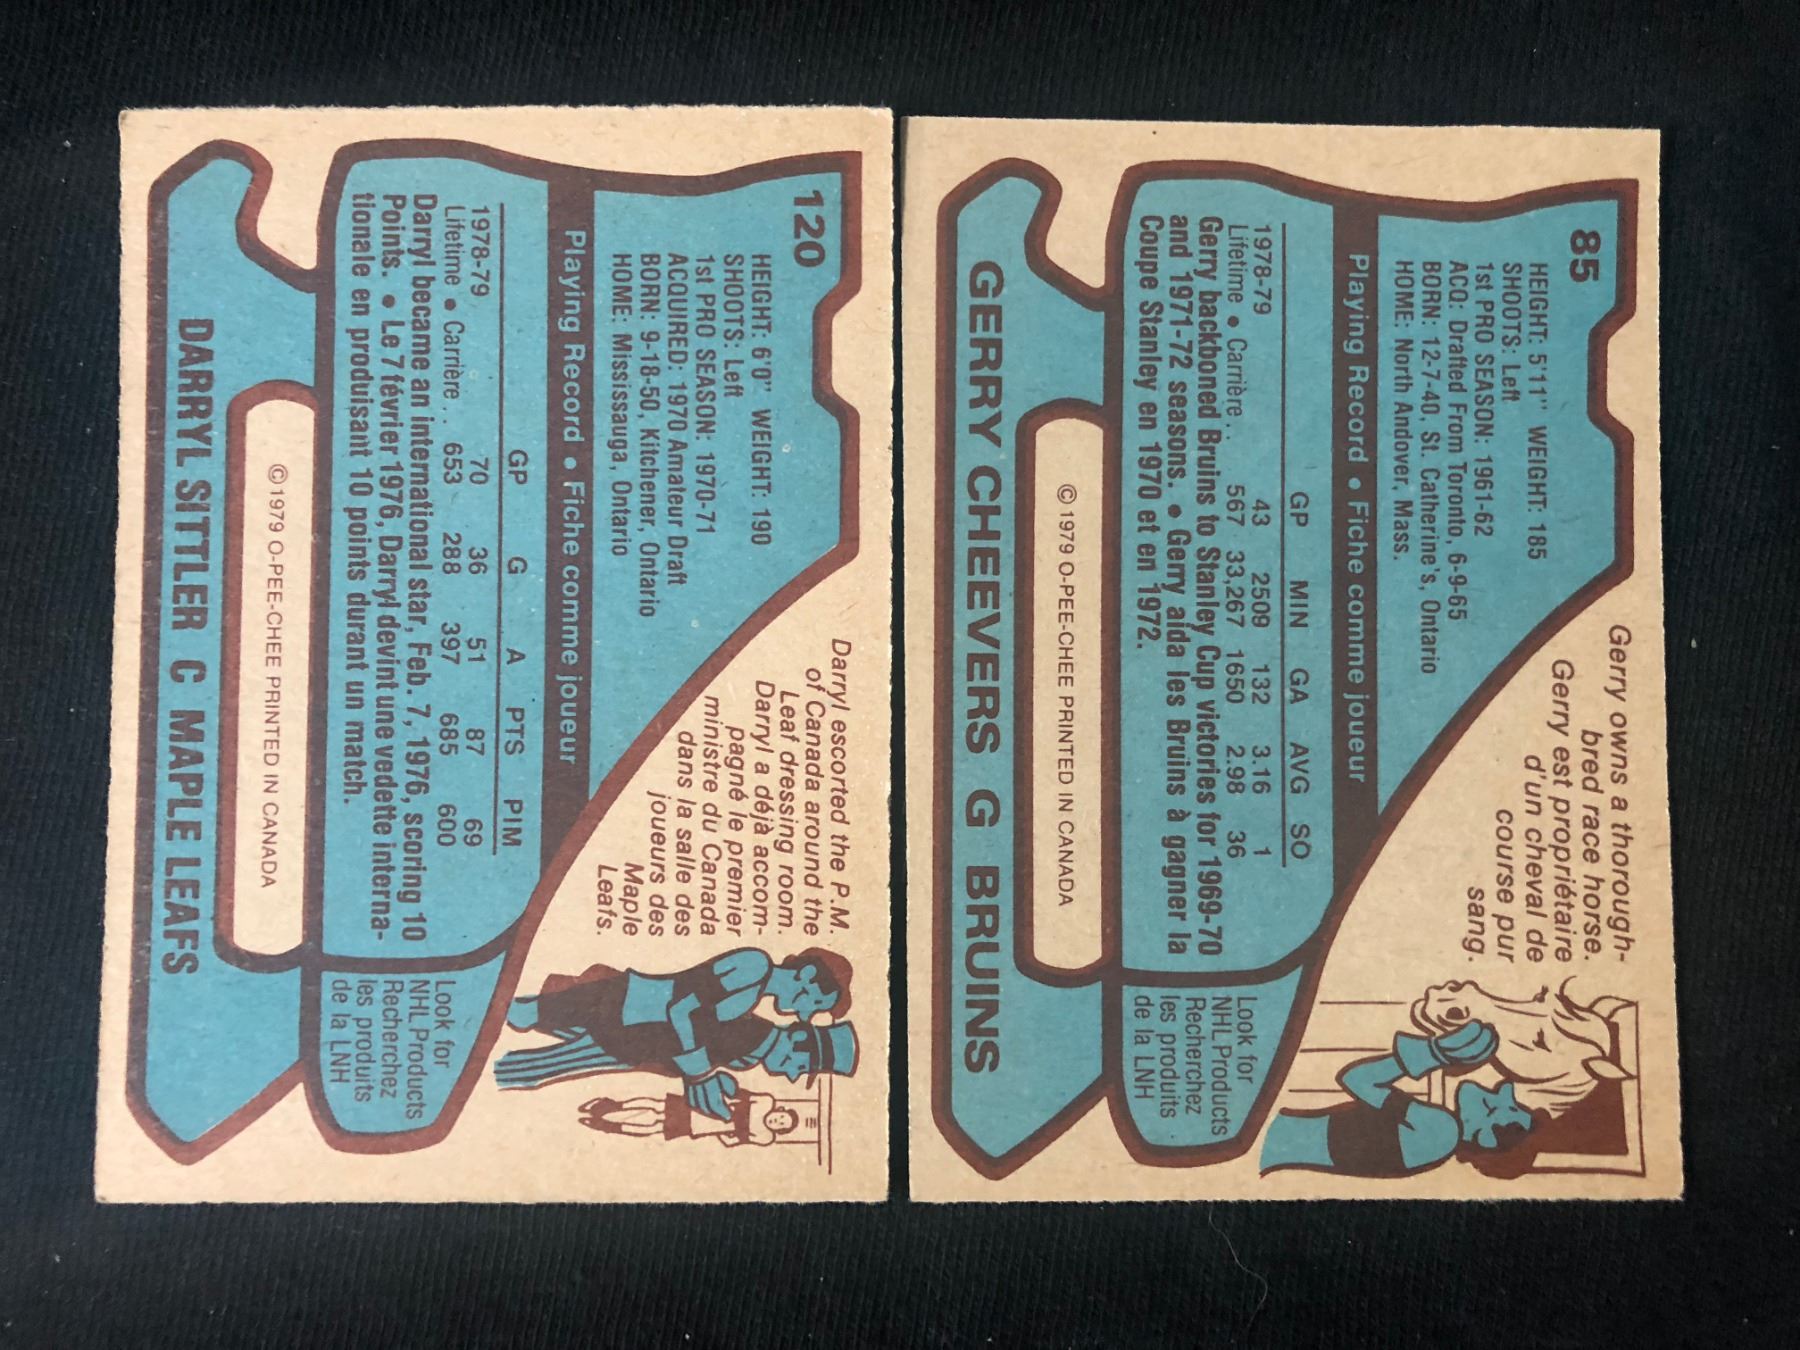 120
HEIGHT: 6'0" WEIGHT: 190
SHOOTS: Left
1st PRO SEASON: 1970-71
ACQUIRED: 1970 Amateur Draft
BORN: 9-18-50, Kitchener, Ontario
HOME: Mississauga, Ontario
Darryl escorted the P.M.
of Canada around the
Leaf dressing room.
Darryl a déjà accom-
pagné le premier
ministre du Canada
dans la salle des
joueurs des
Maple
Leafs.
Playing Record • Fiche comme joueur
GP G A PTS PIM
1978-79 70 36 51 87 69
Lifetime • Carrière . . 653 288 397 685 600
Darryl became an international star, Feb. 7, 1976, scoring 10
Points. • Le 7 février 1976, Darryl devint une vedette interna-
tionale en produisant 10 points durant un match.
Look for
NHL Products
Recherchez
les produits
de la LNH
©1979 O-PEE-CHEE PRINTED IN CANADA
DARRYL SITTLER C MAPLE LEAFS
85
HEIGHT: 5'11" WEIGHT: 185
SHOOTS: Left
1st PRO SEASON: 1961-62
ACQ: Drafted From Toronto, 6-9-65
BORN: 12-7-40, St. Catherine's, Ontario
HOME: North Andover, Mass.
Gerry owns a thorough-
bred race horse.
Gerry est propriétaire
d'un cheval de
course pur
sang.
Playing Record • Fiche comme joueur
GP MIN GA AVG SO
1978-79 43 2509 132 3.16 1
Lifetime • Carrière . . 567 33,267 1650 2.98 36
Gerry backboned Bruins to Stanley Cup victories for 1969-70
and 1971-72 seasons. • Gerry aida les Bruins à gagner la
Coupe Stanley en 1970 et en 1972.
Look for
NHL Products
Recherchez
les produits
de la LNH
©1979 O-PEE-CHEE PRINTED IN CANADA
GERRY CHEEVERS G BRUINS